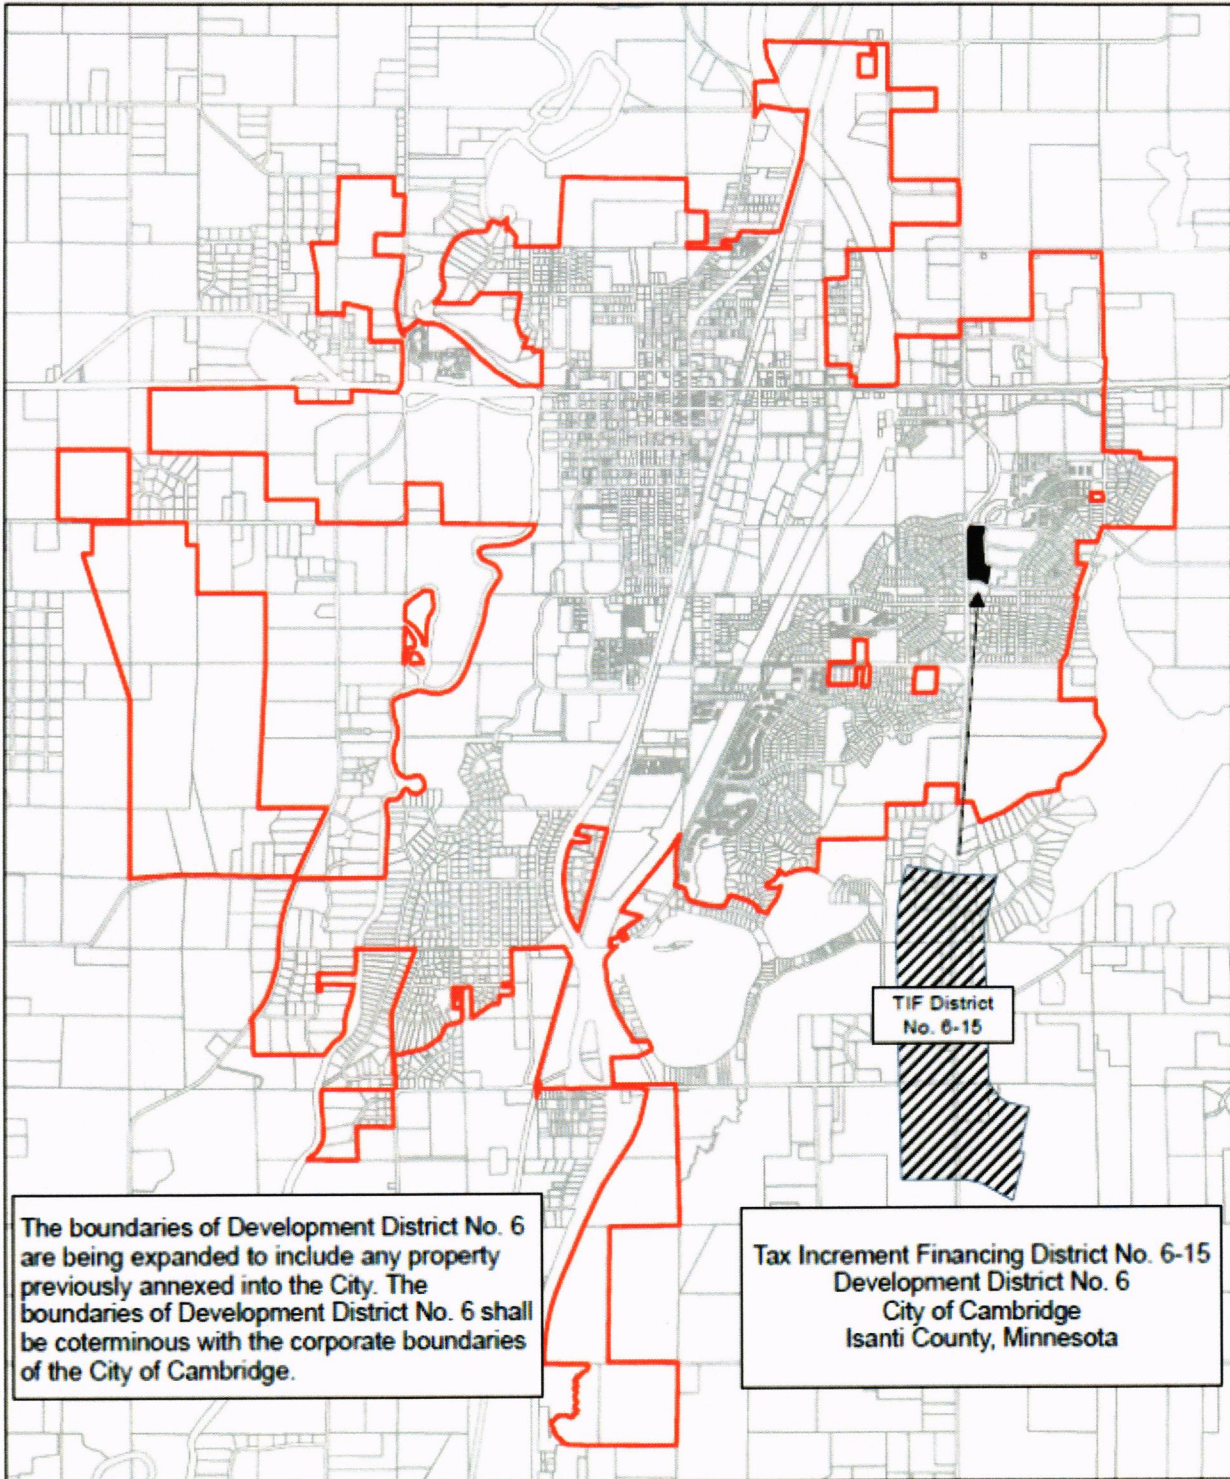 TIF District
No. 6-15
The boundaries of Development District No. 6
are being expanded to include any property
previously annexed into the City. The
boundaries of Development District No. 6 shall
be coterminous with the corporate boundaries
of the City of Cambridge.
Tax Increment Financing District No. 6-15
Development District No. 6
City of Cambridge
Isanti County, Minnesota